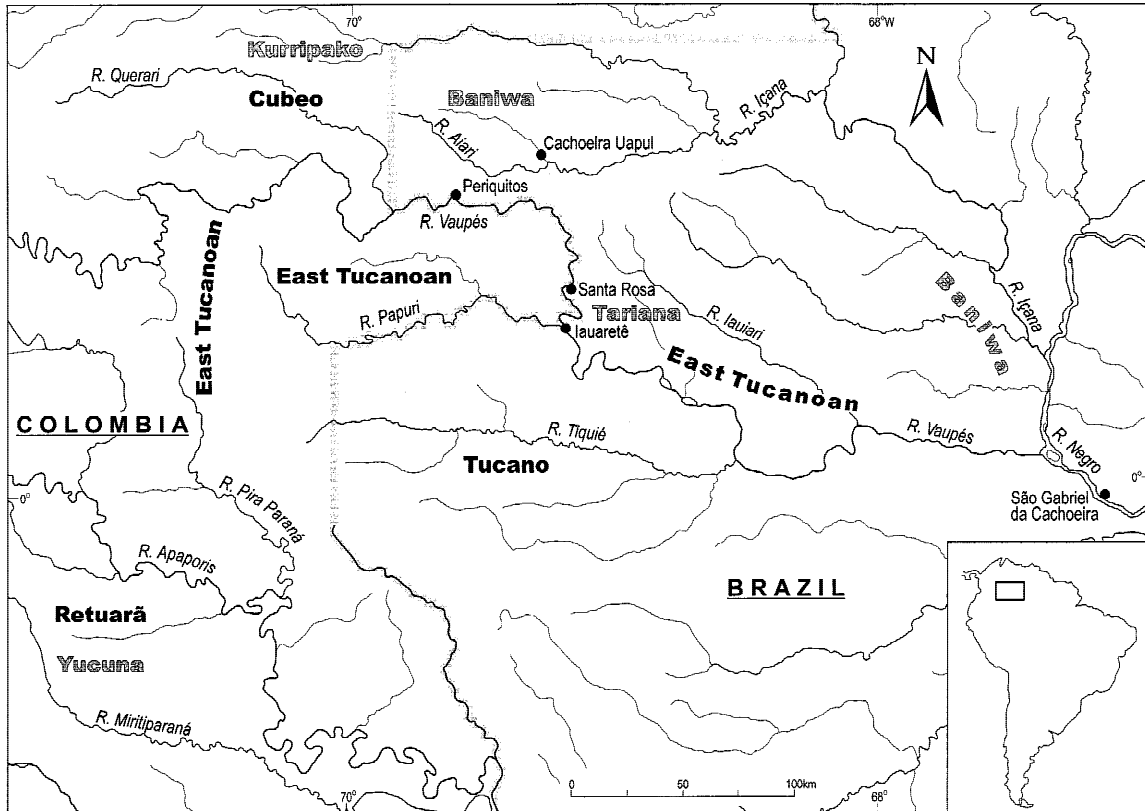 70°
68°W
Kurripako
R. Querari
Cubeo
Baniwa
R. Içana
N
R. Aiari
Cachoeira Uapuí
Periquitos
R. Vaupés
East Tucanoan
East Tucanoan
Santa Rosa
Tariana
R. Papuri
Iauaretê
R. Iauiari
Baniwa
R. Içana
East Tucanoan
COLOMBIA
R. Tiquié
R. Vaupés
R. Negro
Tucano
0°
R. Pira Paraná
0°
São Gabriel
da Cachoeira
R. Apaporis
BRAZIL
Retuarã
Yucuna
R. Miritiparaná
0 50 100km
70°
68°